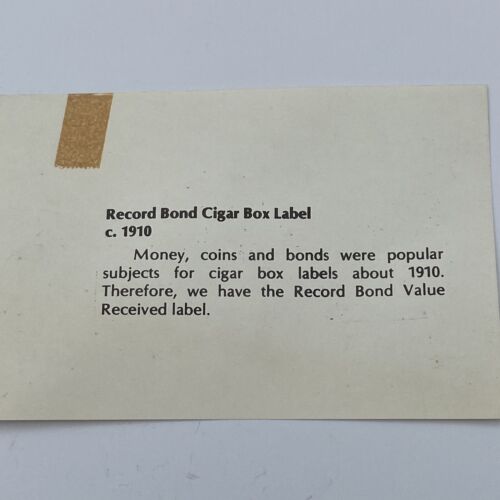 Record Bond Cigar Box Label
c. 1910
Money, coins and bonds were popular
subjects for cigar box labels about 1910.
Therefore, we have the Record Bond Value
Received label.